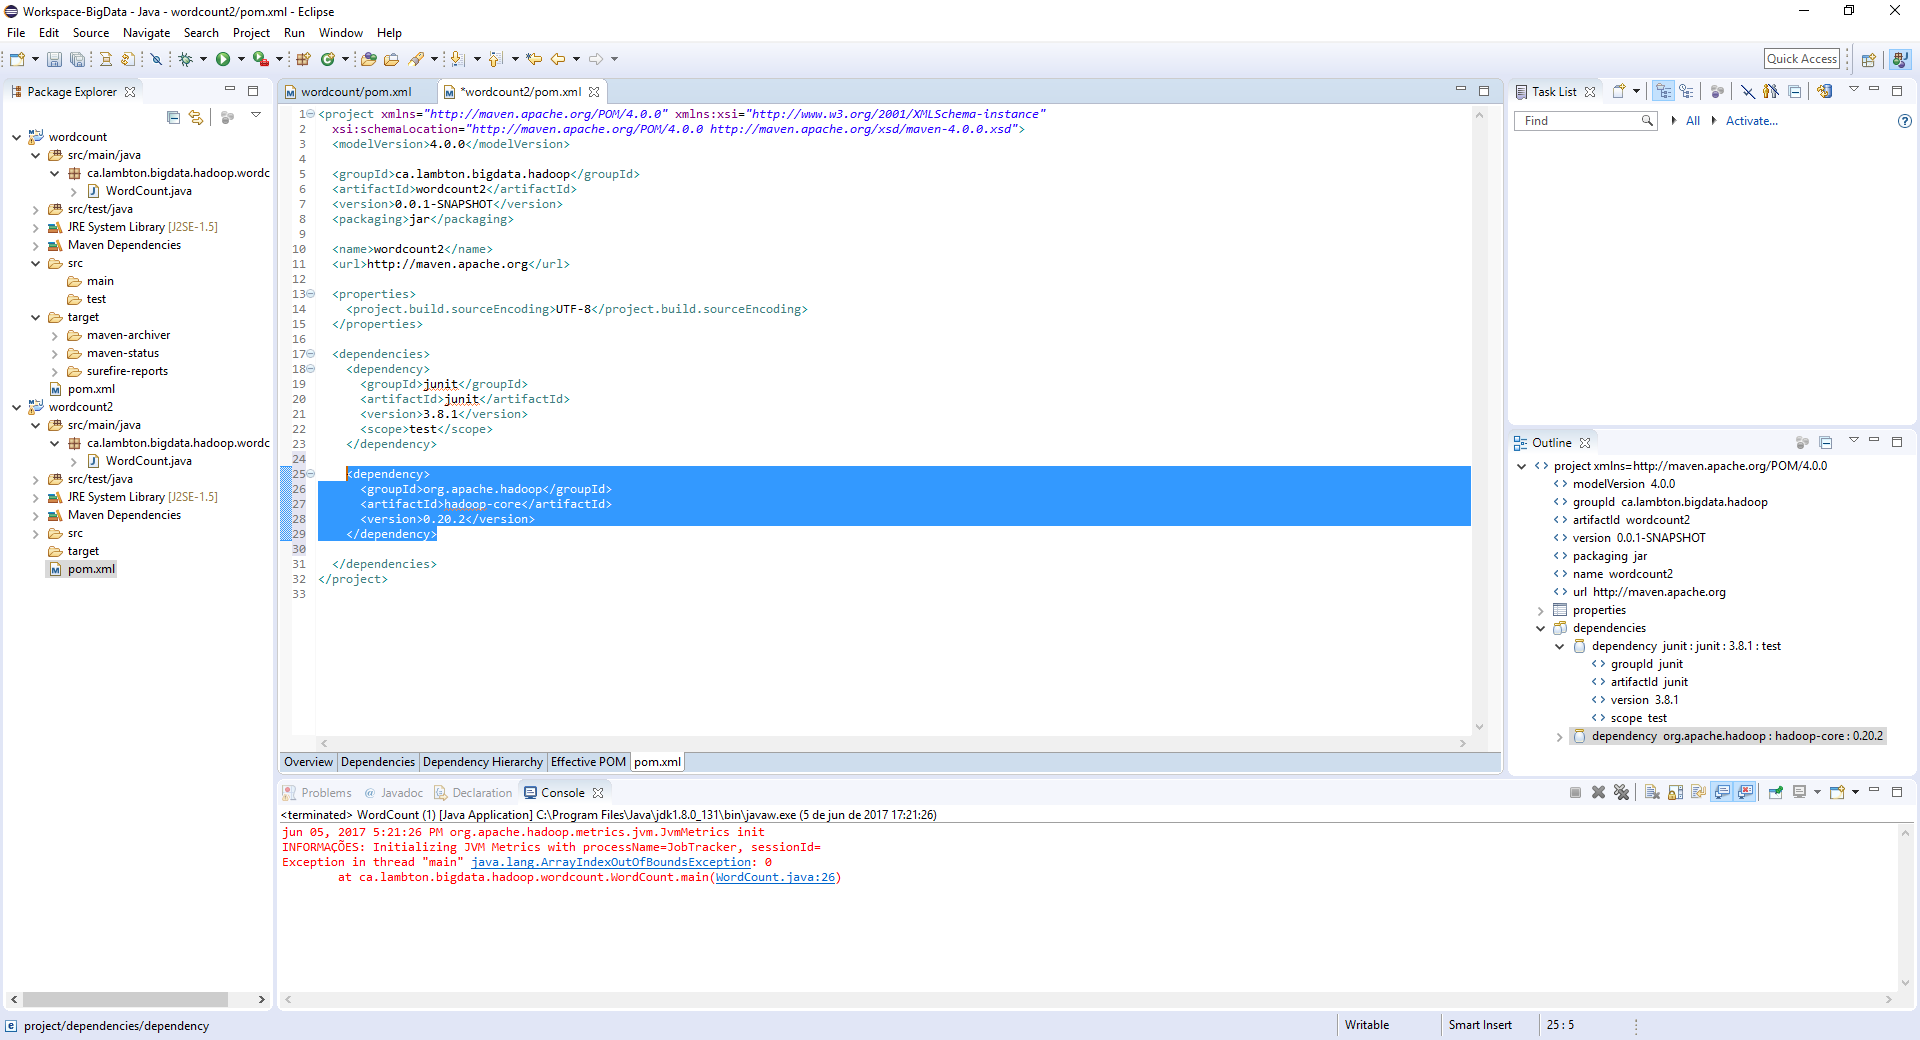 Workspace-BigData - Java - wordcount2/pom.xml - Eclipse
File Edit Source Navigate Search Project Run Window Help
Quick Access
Package Explorer
wordcount
src/main/java
ca.lambton.bigdata.hadoop.wordc
WordCount.java
src/test/java
JRE System Library [J2SE-1.5]
Maven Dependencies
src
main
test
target
maven-archiver
maven-status
surefire-reports
pom.xml
wordcount2
src/main/java
ca.lambton.bigdata.hadoop.wordc
WordCount.java
src/test/java
JRE System Library [J2SE-1.5]
Maven Dependencies
src
target
pom.xml
wordcount/pom.xml *wordcount2/pom.xml
1 <project xmlns="http://maven.apache.org/POM/4.0.0" xmlns:xsi="http://www.w3.org/2001/XMLSchema-instance"
2 xsi:schemaLocation="http://maven.apache.org/POM/4.0.0 http://maven.apache.org/xsd/maven-4.0.0.xsd">
3 <modelVersion>4.0.0</modelVersion>
4
5 <groupId>ca.lambton.bigdata.hadoop</groupId>
6 <artifactId>wordcount2</artifactId>
7 <version>0.0.1-SNAPSHOT</version>
8 <packaging>jar</packaging>
9
10 <name>wordcount2</name>
11 <url>http://maven.apache.org</url>
12
13 <properties>
14 <project.build.sourceEncoding>UTF-8</project.build.sourceEncoding>
15 </properties>
16
17 <dependencies>
18 <dependency>
19 <groupId>junit</groupId>
20 <artifactId>junit</artifactId>
21 <version>3.8.1</version>
22 <scope>test</scope>
23 </dependency>
24
25 <dependency>
26 <groupId>org.apache.hadoop</groupId>
27 <artifactId>hadoop-core</artifactId>
28 <version>0.20.2</version>
29 </dependency>
30
31 </dependencies>
32 </project>
33
Overview Dependencies Dependency Hierarchy Effective POM pom.xml
Task List
Find All Activate...
Outline
project xmlns=http://maven.apache.org/POM/4.0.0
modelVersion 4.0.0
groupId ca.lambton.bigdata.hadoop
artifactId wordcount2
version 0.0.1-SNAPSHOT
packaging jar
name wordcount2
url http://maven.apache.org
properties
dependencies
dependency junit : junit : 3.8.1 : test
groupId junit
artifactId junit
version 3.8.1
scope test
dependency org.apache.hadoop : hadoop-core : 0.20.2
Problems @ Javadoc Declaration Console
<terminated> WordCount (1) [Java Application] C:\Program Files\Java\jdk1.8.0_131\bin\javaw.exe (5 de jun de 2017 17:21:26)
jun 05, 2017 5:21:26 PM org.apache.hadoop.metrics.jvm.JvmMetrics init
INFORMAÇÕES: Initializing JVM Metrics with processName=JobTracker, sessionId=
Exception in thread "main" java.lang.ArrayIndexOutOfBoundsException: 0
at ca.lambton.bigdata.hadoop.wordcount.WordCount.main(WordCount.java:26)
project/dependencies/dependency Writable Smart Insert 25 : 5